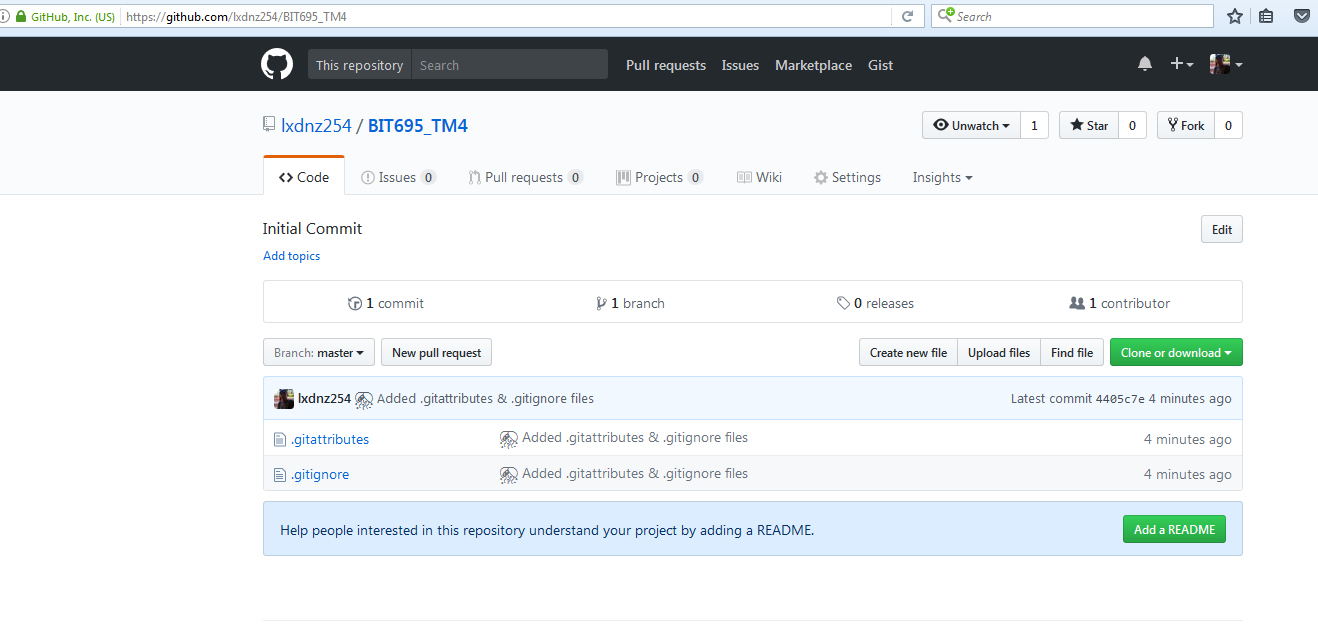 GitHub, Inc. (US) https://github.com/lxdnz254/BIT695_TM4 Search
This repository Search Pull requests Issues Marketplace Gist
lxdnz254 / BIT695_TM4 Unwatch 1 Star 0 Fork 0
Code Issues 0 Pull requests 0 Projects 0 Wiki Settings Insights
Initial Commit Edit
Add topics
1 commit 1 branch 0 releases 1 contributor
Branch: master New pull request Create new file Upload files Find file Clone or download
lxdnz254 Added .gitattributes & .gitignore files Latest commit 4405c7e 4 minutes ago
.gitattributes Added .gitattributes & .gitignore files 4 minutes ago
.gitignore Added .gitattributes & .gitignore files 4 minutes ago
Help people interested in this repository understand your project by adding a README. Add a README